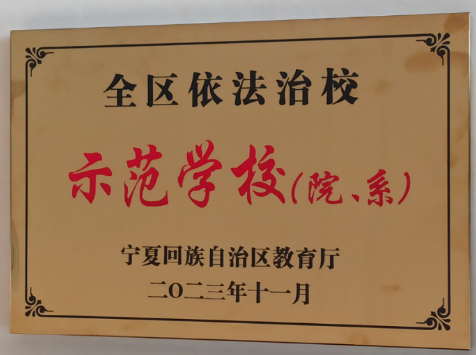 全区依法治校
示范学校(院、系)
宁夏回族自治区教育厅
二〇二三年十一月